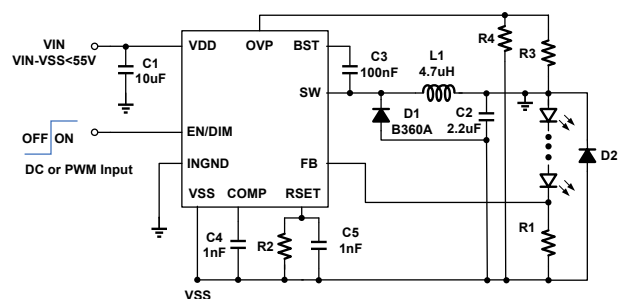 VIN
VIN-VSS<55V
C1
10uF
VDD
OVP
BST
SW
EN/DIM
INGND
FB
VSS
COMP
RSET
OFF
ON
DC or PWM Input
C3
100nF
L1
4.7uH
R4
R3
D1
B360A
C2
2.2uF
D2
R1
C4
1nF
R2
C5
1nF
VSS